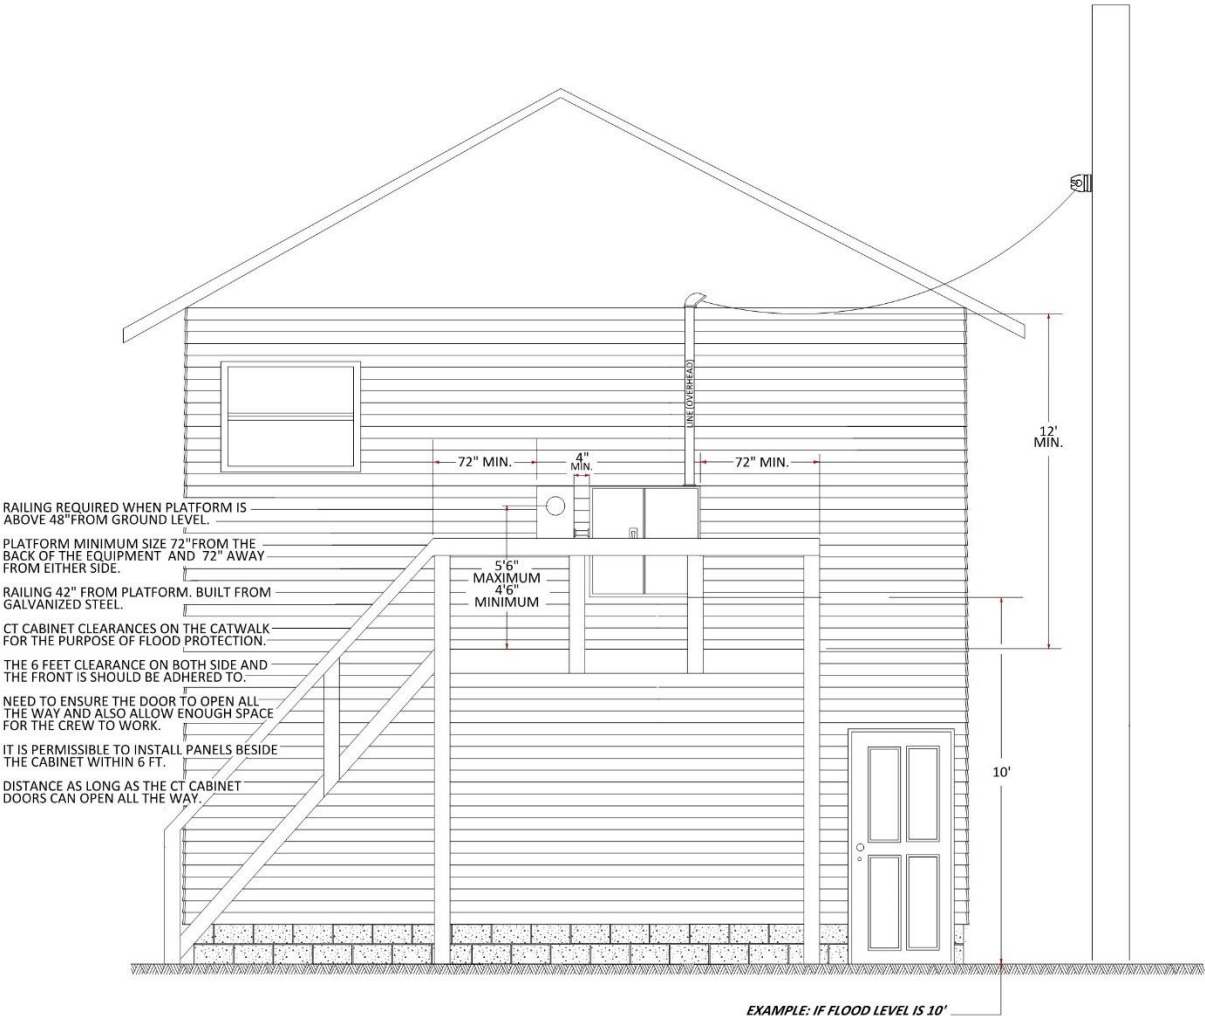 LINE (OVERHEAD)
12'
MIN.
72" MIN.
4"
MIN.
72" MIN.
RAILING REQUIRED WHEN PLATFORM IS
ABOVE 48"FROM GROUND LEVEL.
PLATFORM MINIMUM SIZE 72"FROM THE
BACK OF THE EQUIPMENT AND 72" AWAY
FROM EITHER SIDE.
RAILING 42" FROM PLATFORM. BUILT FROM
GALVANIZED STEEL.
CT CABINET CLEARANCES ON THE CATWALK
FOR THE PURPOSE OF FLOOD PROTECTION.
THE 6 FEET CLEARANCE ON BOTH SIDE AND
THE FRONT IS SHOULD BE ADHERED TO.
NEED TO ENSURE THE DOOR TO OPEN ALL
THE WAY AND ALSO ALLOW ENOUGH SPACE
FOR THE CREW TO WORK.
IT IS PERMISSIBLE TO INSTALL PANELS BESIDE
THE CABINET WITHIN 6 FT.
DISTANCE AS LONG AS THE CT CABINET
DOORS CAN OPEN ALL THE WAY.
5'6"
MAXIMUM
4'6"
MINIMUM
10'
EXAMPLE: IF FLOOD LEVEL IS 10'